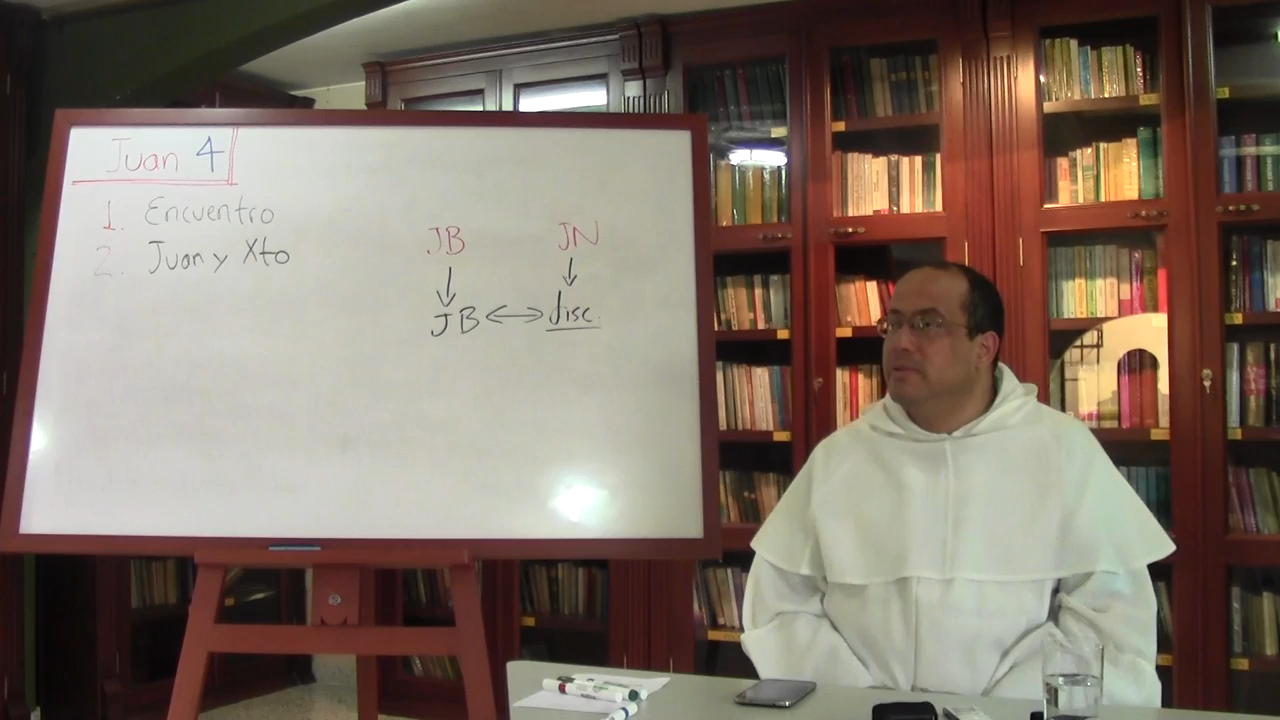 Juan 4
1. Encuentro
2. Juan y Xto
JB JN
JB disc.